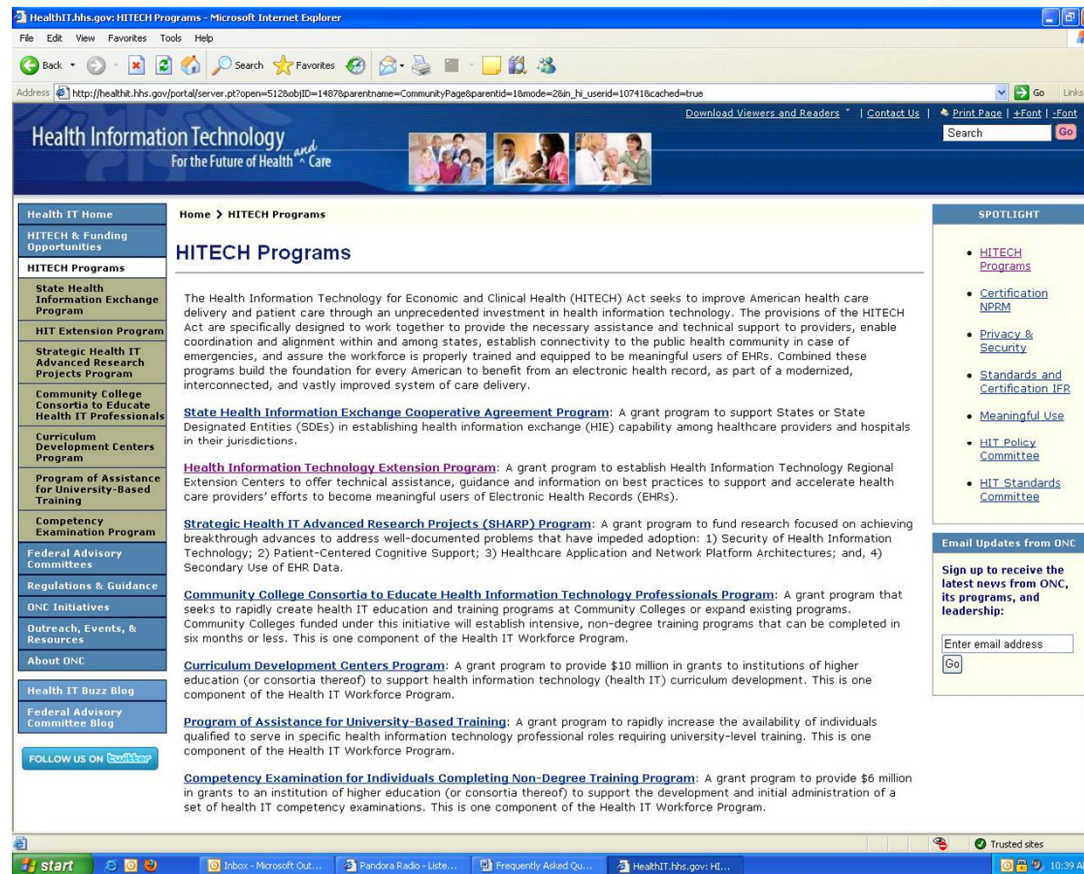 HealthIT.hhs.gov: HITECH Programs - Microsoft Internet Explorer
File Edit View Favorites Tools Help
Back Search Favorites
Address http://healthit.hhs.gov/portal/server.pt?open=512&objID=1487&parentname=CommunityPage&parentid=1&mode=2&in_hi_userid=10741&cached=true Go Links
Download Viewers and Readers | Contact Us | Print Page | +Font | -Font
Search Go
Health Information Technology
For the Future of Health and ^ Care
Health IT Home
HITECH & Funding
Opportunities
HITECH Programs
State Health
Information Exchange
Program
HIT Extension Program
Strategic Health IT
Advanced Research
Projects Program
Community College
Consortia to Educate
Health IT Professionals
Curriculum
Development Centers
Program
Program of Assistance
for University-Based
Training
Competency
Examination Program
Federal Advisory
Committees
Regulations & Guidance
ONC Initiatives
Outreach, Events, &
Resources
About ONC
Health IT Buzz Blog
Federal Advisory
Committee Blog
FOLLOW US ON twitter
Home > HITECH Programs
HITECH Programs
The Health Information Technology for Economic and Clinical Health (HITECH) Act seeks to improve American health care
delivery and patient care through an unprecedented investment in health information technology. The provisions of the HITECH
Act are specifically designed to work together to provide the necessary assistance and technical support to providers, enable
coordination and alignment within and among states, establish connectivity to the public health community in case of
emergencies, and assure the workforce is properly trained and equipped to be meaningful users of EHRs. Combined these
programs build the foundation for every American to benefit from an electronic health record, as part of a modernized,
interconnected, and vastly improved system of care delivery.
State Health Information Exchange Cooperative Agreement Program: A grant program to support States or State
Designated Entities (SDEs) in establishing health information exchange (HIE) capability among healthcare providers and hospitals
in their jurisdictions.
Health Information Technology Extension Program: A grant program to establish Health Information Technology Regional
Extension Centers to offer technical assistance, guidance and information on best practices to support and accelerate health
care providers' efforts to become meaningful users of Electronic Health Records (EHRs).
Strategic Health IT Advanced Research Projects (SHARP) Program: A grant program to fund research focused on achieving
breakthrough advances to address well-documented problems that have impeded adoption: 1) Security of Health Information
Technology; 2) Patient-Centered Cognitive Support; 3) Healthcare Application and Network Platform Architectures; and, 4)
Secondary Use of EHR Data.
Community College Consortia to Educate Health Information Technology Professionals Program: A grant program that
seeks to rapidly create health IT education and training programs at Community Colleges or expand existing programs.
Community Colleges funded under this initiative will establish intensive, non-degree training programs that can be completed in
six months or less. This is one component of the Health IT Workforce Program.
Curriculum Development Centers Program: A grant program to provide $10 million in grants to institutions of higher
education (or consortia thereof) to support health information technology (health IT) curriculum development. This is one
component of the Health IT Workforce Program.
Program of Assistance for University-Based Training: A grant program to rapidly increase the availability of individuals
qualified to serve in specific health information technology professional roles requiring university-level training. This is one
component of the Health IT Workforce Program.
Competency Examination for Individuals Completing Non-Degree Training Program: A grant program to provide $6 million
in grants to an institution of higher education (or consortia thereof) to support the development and initial administration of a
set of health IT competency examinations. This is one component of the Health IT Workforce Program.
SPOTLIGHT
HITECH
Programs
Certification
NPRM
Privacy &
Security
Standards and
Certification IFR
Meaningful Use
HIT Policy
Committee
HIT Standards
Committee
Email Updates from ONC
Sign up to receive the
latest news from ONC,
its programs, and
leadership:
Enter email address
Go
Trusted sites
start Inbox - Microsoft Out... Pandora Radio - Liste... Frequently Asked Qu... HealthIT.hhs.gov: HI... 10:39 AM